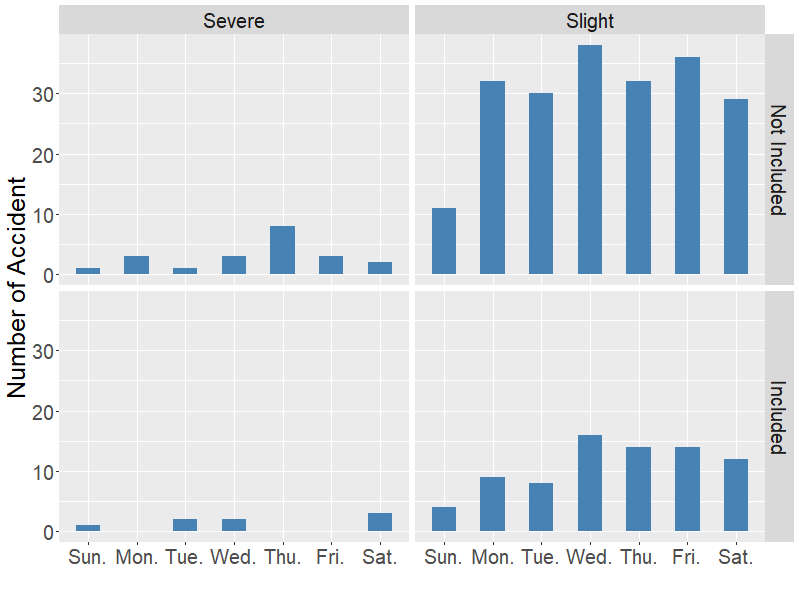 Severe Slight
Number of Accident
30
20
10
0
Not Included
30
20
10
0
Included
Sun. Mon. Tue. Wed. Thu. Fri. Sat. Sun. Mon. Tue. Wed. Thu. Fri. Sat.